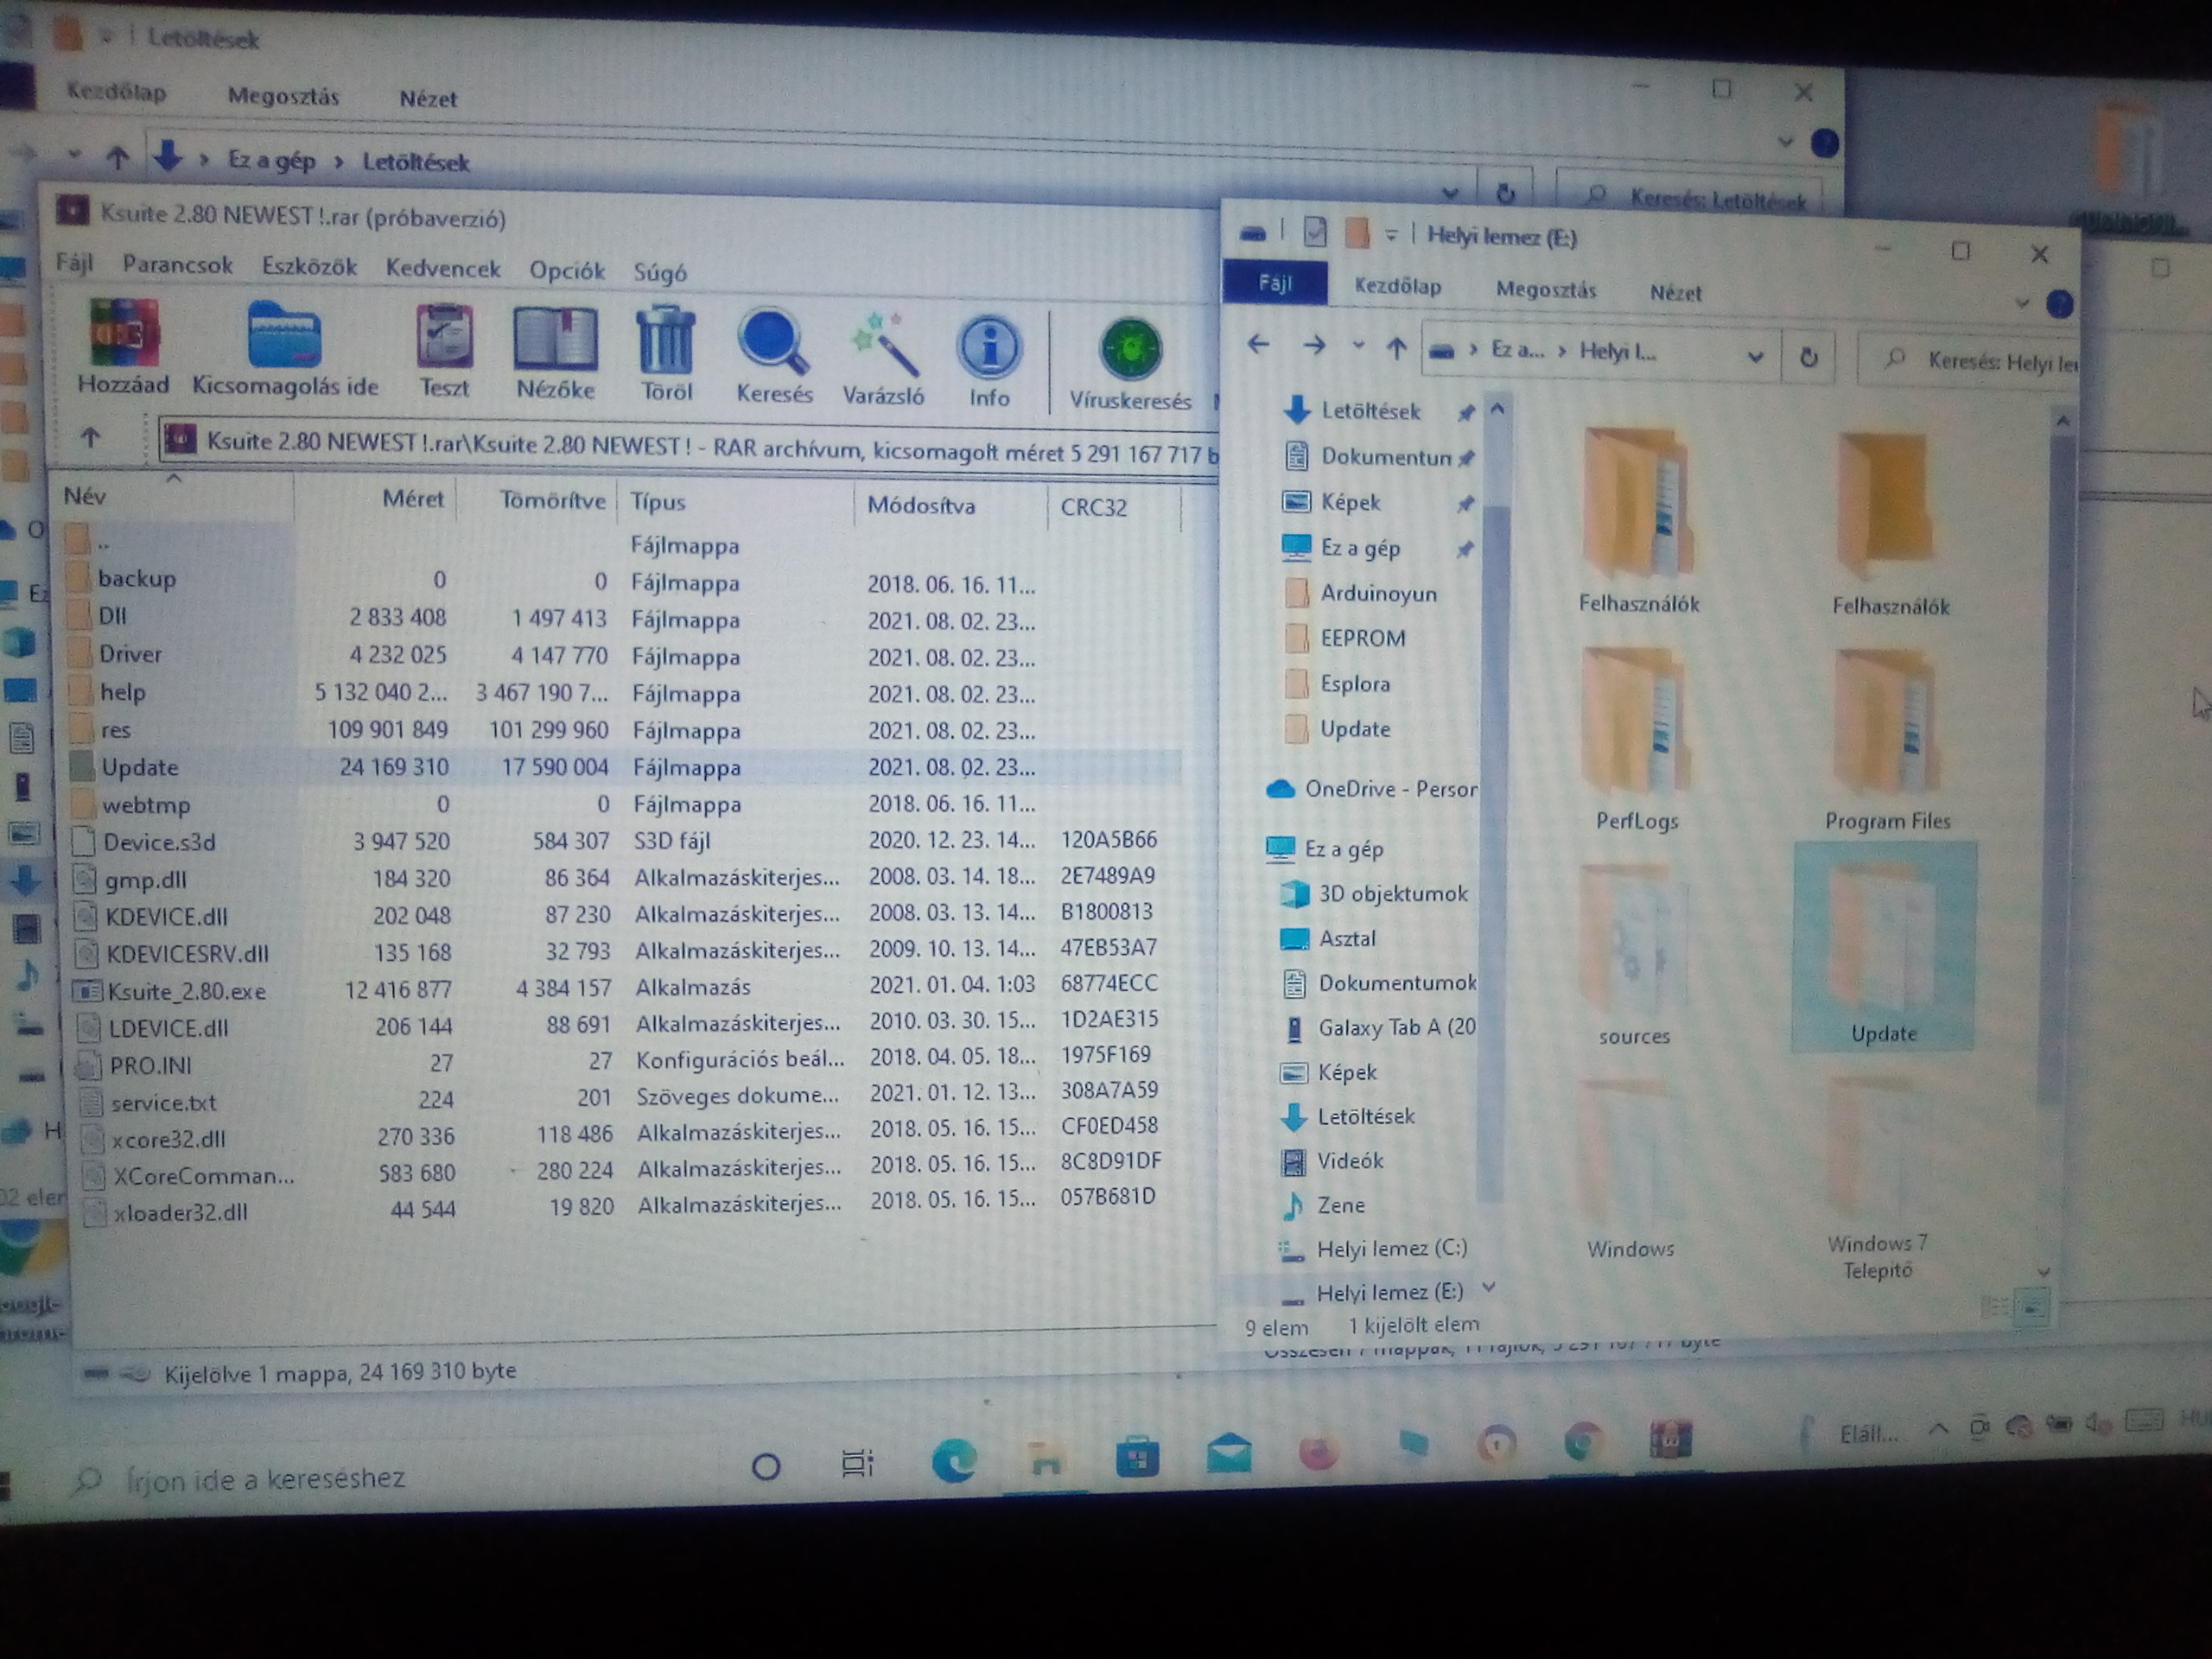 Letöltések
Kezdőlap Megosztás Nézet
Ez a gép › Letöltések
Keresés: Letöltések
Ksuite 2.80 NEWEST !.rar (próbaverzió)
Fájl Parancsok Eszközök Kedvencek Opciók Súgó
Hozzáad Kicsomagolás ide Teszt Nézőke Töröl Keresés Varázsló Info Víruskeresés
Ksuite 2.80 NEWEST !.rar\Ksuite 2.80 NEWEST ! - RAR archívum, kicsomagolt méret 5 291 167 717 b
Név Méret Tömörítve Típus Módosítva CRC32
.. Fájlmappa
backup 0 0 Fájlmappa 2018. 06. 16. 11...
Dll 2 833 408 1 497 413 Fájlmappa 2021. 08. 02. 23...
Driver 4 232 025 4 147 770 Fájlmappa 2021. 08. 02. 23...
help 5 132 040 2... 3 467 190 7... Fájlmappa 2021. 08. 02. 23...
res 109 901 849 101 299 960 Fájlmappa 2021. 08. 02. 23...
Update 24 169 310 17 590 004 Fájlmappa 2021. 08. 02. 23...
webtmp 0 0 Fájlmappa 2018. 06. 16. 11...
Device.s3d 3 947 520 584 307 S3D fájl 2020. 12. 23. 14... 120A5B66
gmp.dll 184 320 86 364 Alkalmazáskiterjes... 2008. 03. 14. 18... 2E7489A9
KDEVICE.dll 202 048 87 230 Alkalmazáskiterjes... 2008. 03. 13. 14... B1800813
KDEVICESRV.dll 135 168 32 793 Alkalmazáskiterjes... 2009. 10. 13. 14... 47EB53A7
Ksuite_2.80.exe 12 416 877 4 384 157 Alkalmazás 2021. 01. 04. 1:03 68774ECC
LDEVICE.dll 206 144 88 691 Alkalmazáskiterjes... 2010. 03. 30. 15... 1D2AE315
PRO.INI 27 27 Konfigurációs beál... 2018. 04. 05. 18... 1975F169
service.txt 224 201 Szöveges dokume... 2021. 01. 12. 13... 308A7A59
xcore32.dll 270 336 118 486 Alkalmazáskiterjes... 2018. 05. 16. 15... CF0ED458
XCoreComman... 583 680 280 224 Alkalmazáskiterjes... 2018. 05. 16. 15... 8C8D91DF
xloader32.dll 44 544 19 820 Alkalmazáskiterjes... 2018. 05. 16. 15... 057B681D
Kijelölve 1 mappa, 24 169 310 byte
Helyi lemez (E:)
Fájl Kezdőlap Megosztás Nézet
Ez a... › Helyi l...
Keresés: Helyi le
Letöltések
Dokumentun
Képek
Ez a gép
Arduinoyun
EEPROM
Esplora
Update
OneDrive - Persor
Ez a gép
3D objektumok
Asztal
Dokumentumok
Galaxy Tab A (20
Képek
Letöltések
Videók
Zene
Helyi lemez (C:)
Helyi lemez (E:)
Felhasználók Felhasználók
PerfLogs Program Files
sources Update
Windows Windows 7
Telepítő
9 elem 1 kijelölt elem
Írjon ide a kereséshez
Eláll...